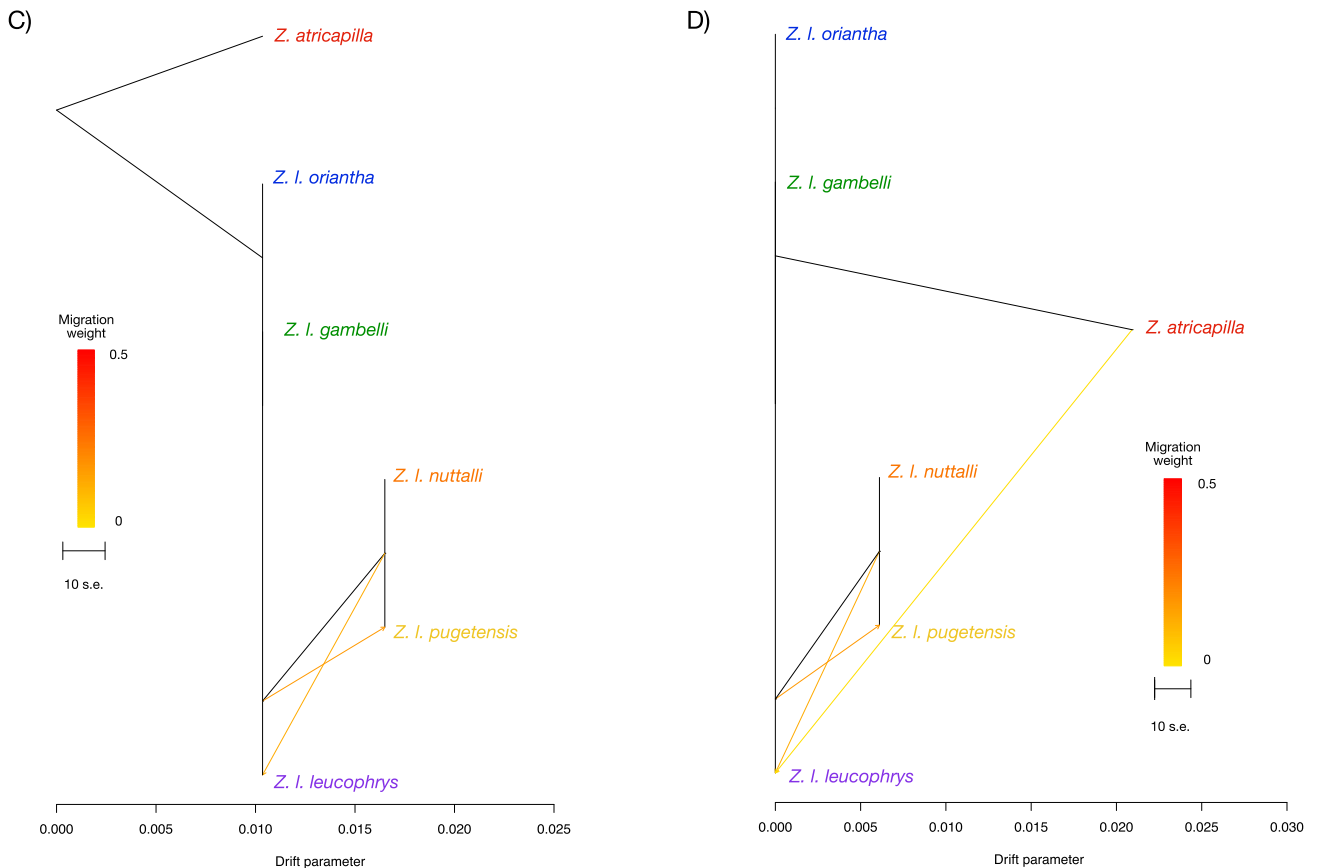 C)
Z. atricapilla
Z. l. oriantha
Migration
weight
0.5
Z. l. gambelli
Z. l. nuttalli
0
10 s.e.
Z. l. pugetensis
Z. l. leucophrys
0.000 0.005 0.010 0.015 0.020 0.025
Drift parameter
D)
Z. l. oriantha
Z. l. gambelli
Z. atricapilla
Migration
weight
0.5
Z. l. nuttalli
Z. l. pugetensis
0
10 s.e.
Z. l. leucophrys
0.000 0.005 0.010 0.015 0.020 0.025 0.030
Drift parameter